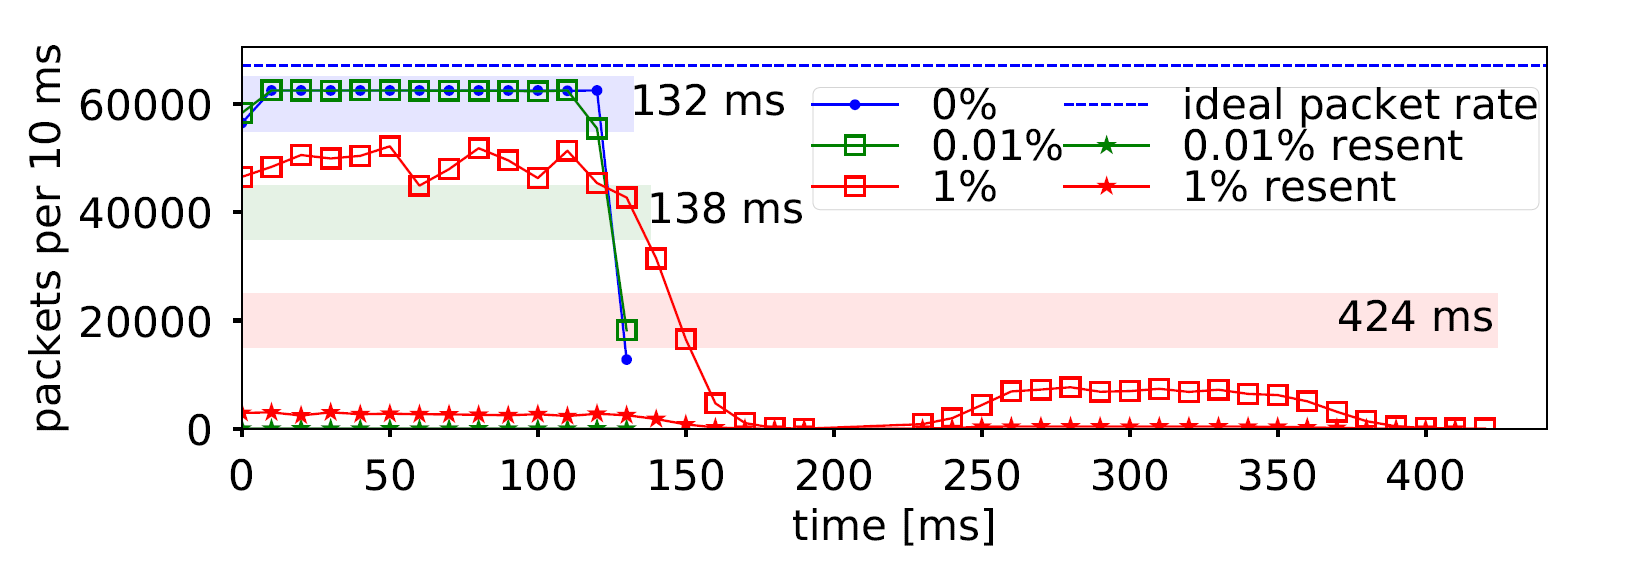 packets per 10 ms
60000
40000
20000
0
132 ms
138 ms
424 ms
0%
0.01%
1%
ideal packet rate
0.01% resent
1% resent
0 50 100 150 200 250 300 350 400
time [ms]